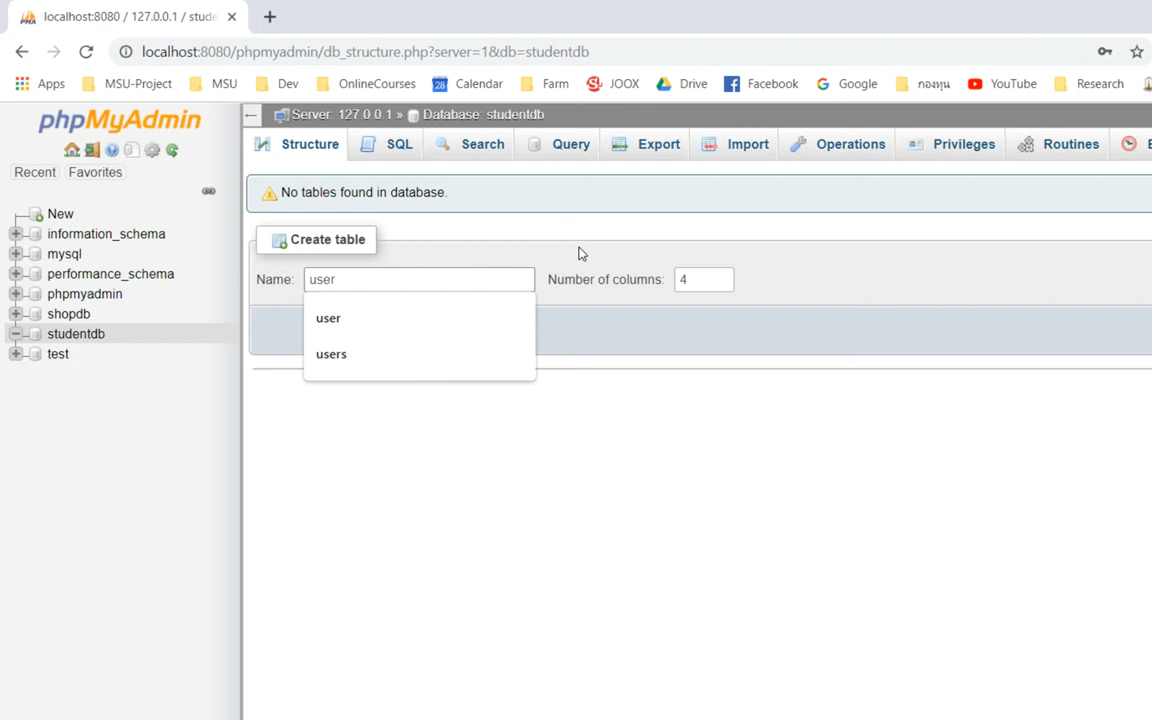 localhost:8080 / 127.0.0.1 / stude
localhost:8080/phpmyadmin/db_structure.php?server=1&db=studentdb
Apps MSU-Project MSU Dev OnlineCourses 28 Calendar Farm JOOX Drive Facebook Google กองทุน YouTube Research
phpMyAdmin
Server: 127.0.0.1 » Database: studentdb
Structure SQL Search Query Export Import Operations Privileges Routines E
Recent Favorites
No tables found in database.
New
information_schema
mysql
performance_schema
phpmyadmin
shopdb
studentdb
test
Create table
Name: user Number of columns: 4
user
users